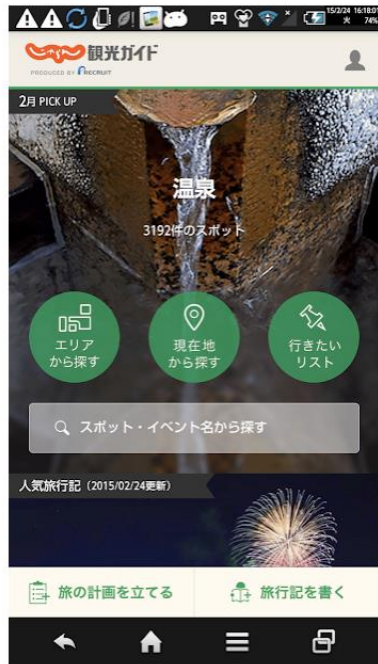 15/2/24 16:18:01
火 74%
じゃらん 観光ガイド
PRODUCED BY RECRUIT
2月 PICK UP
温泉
3192件のスポット
エリア
から探す
現在地
から探す
行きたい
リスト
スポット・イベント名から探す
人気旅行記（2015/02/24更新）
旅の計画を立てる
旅行記を書く